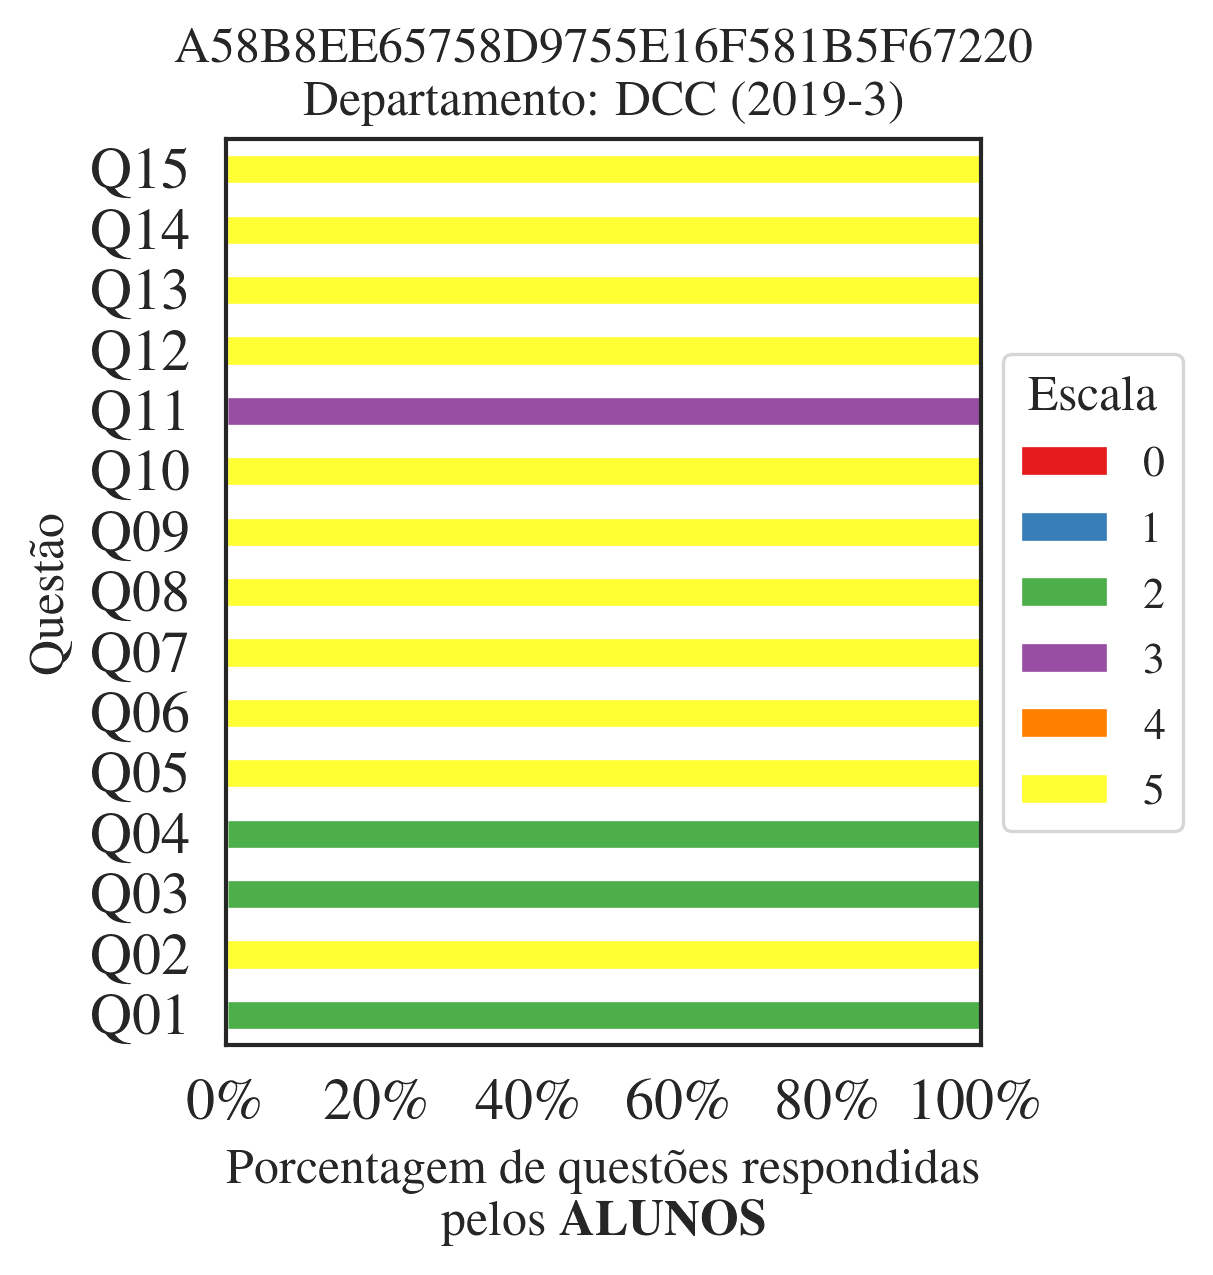 A58B8EE65758D9755E16F581B5F67220
Departamento: DCC (2019-3)
Q15
Q14
Q13
Q12
Q11
Q10
Q09
Q08
Q07
Q06
Q05
Q04
Q03
Q02
Q01
Questão
0% 20% 40% 60% 80% 100%
Porcentagem de questões respondidas
pelos ALUNOS
Escala
0
1
2
3
4
5